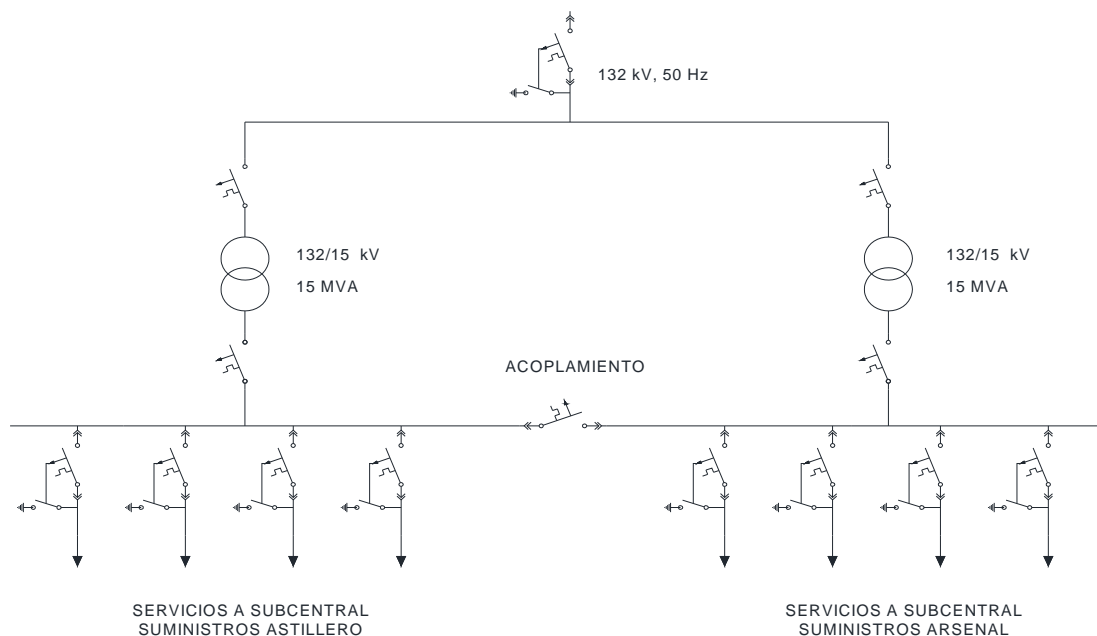 132 kV, 50 Hz
132/15 kV
15 MVA
132/15 kV
15 MVA
ACOPLAMIENTO
SERVICIOS A SUBCENTRAL
SUMINISTROS ASTILLERO
SERVICIOS A SUBCENTRAL
SUMINISTROS ARSENAL